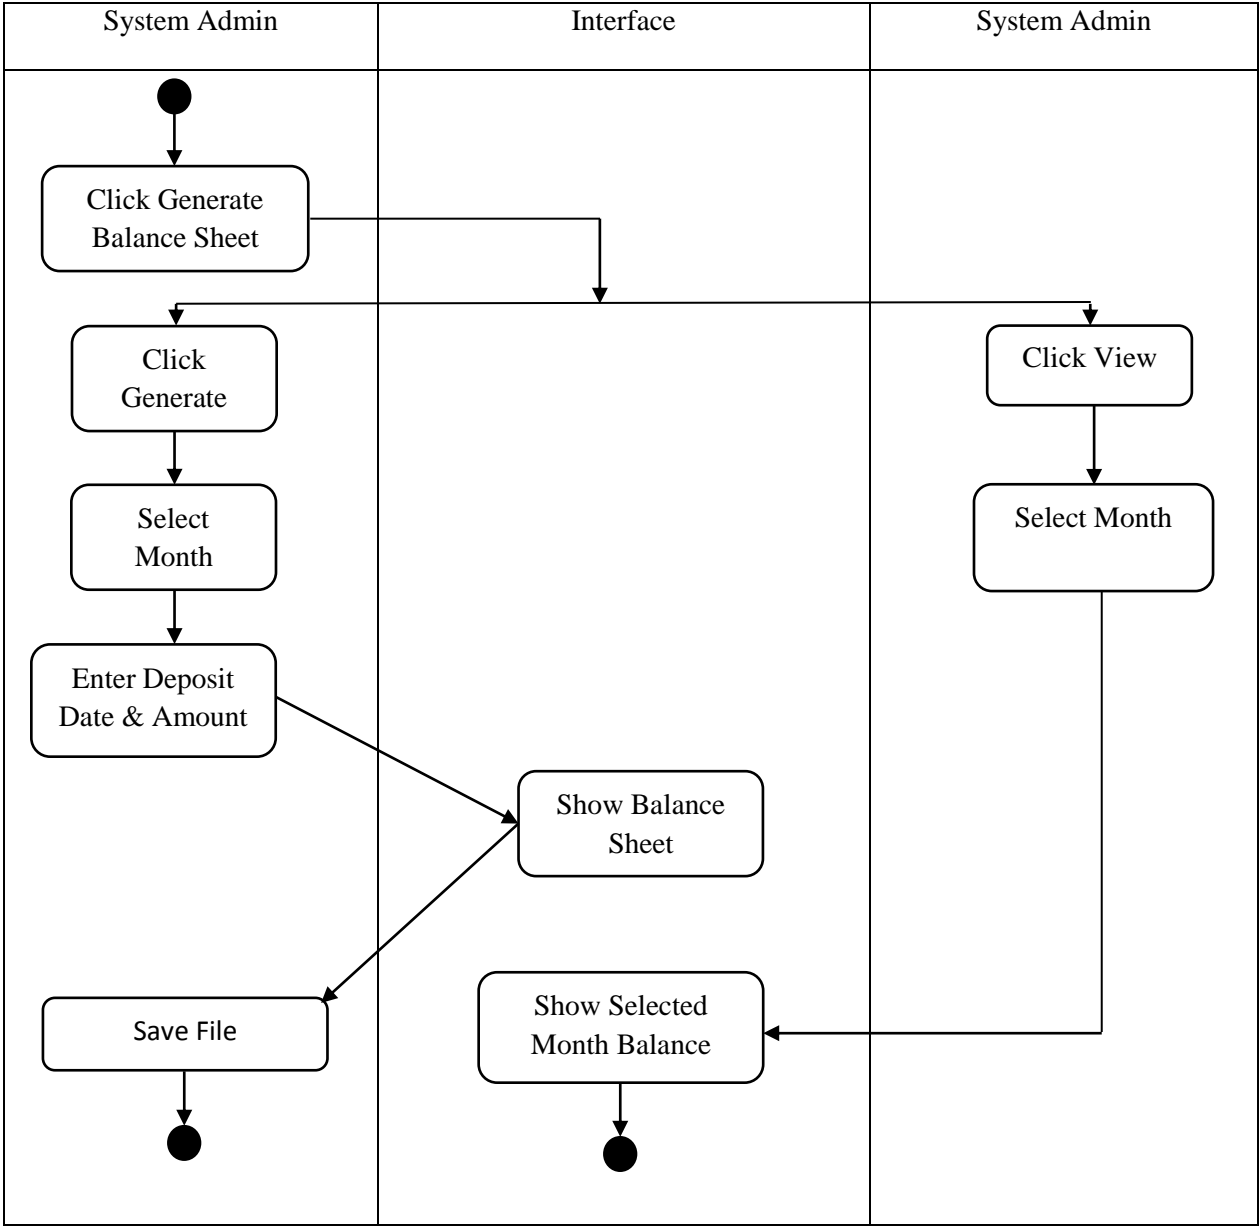 System Admin
Interface
System Admin
Click Generate
Balance Sheet
Click
Generate
Click View
Select
Month
Select Month
Enter Deposit
Date & Amount
Show Balance
Sheet
Save File
Show Selected
Month Balance